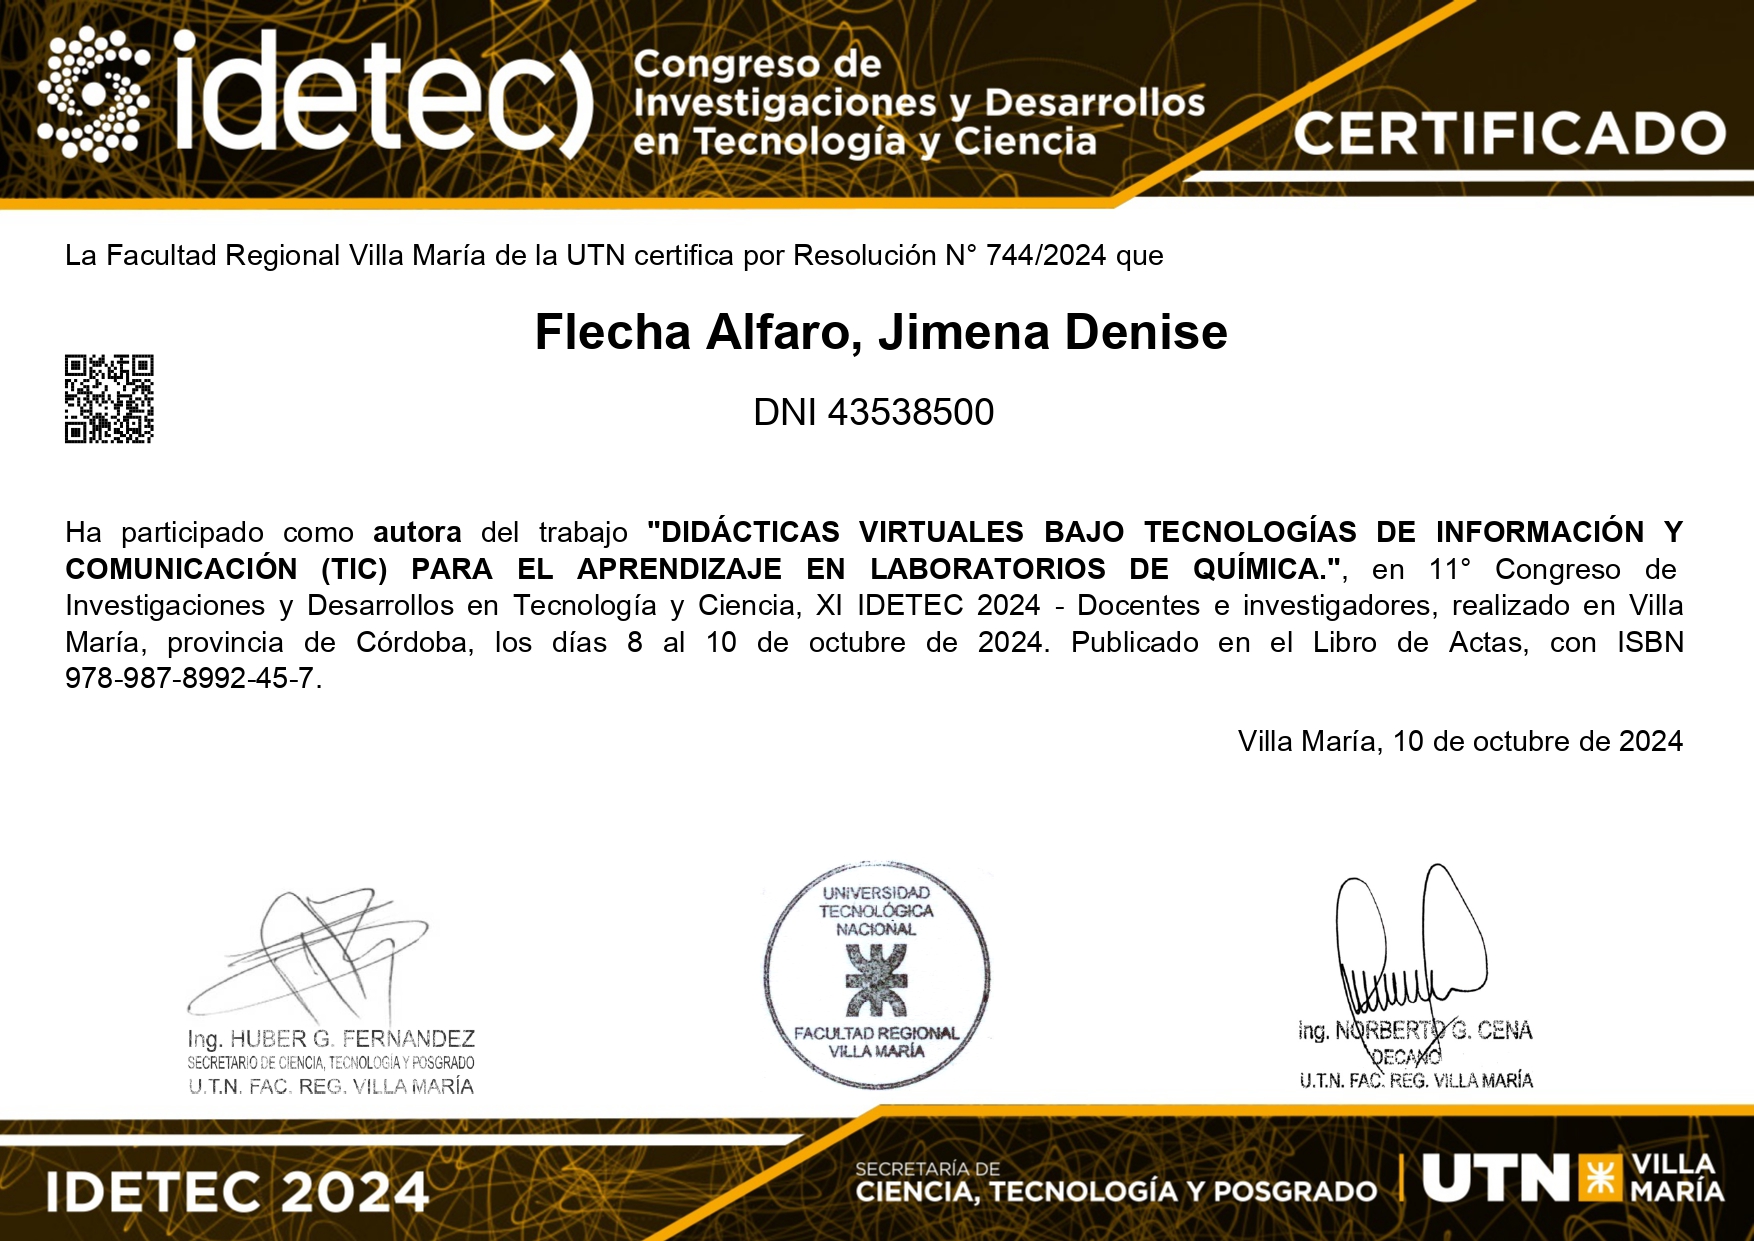 idetec)
Congreso de
Investigaciones y Desarrollos
en Tecnología y Ciencia
CERTIFICADO
La Facultad Regional Villa María de la UTN certifica por Resolución N° 744/2024 que
Flecha Alfaro, Jimena Denise
DNI 43538500
Ha participado como autora del trabajo "DIDÁCTICAS VIRTUALES BAJO TECNOLOGÍAS DE INFORMACIÓN Y
COMUNICACIÓN (TIC) PARA EL APRENDIZAJE EN LABORATORIOS DE QUÍMICA.", en 11° Congreso de
Investigaciones y Desarrollos en Tecnología y Ciencia, XI IDETEC 2024 - Docentes e investigadores, realizado en Villa
María, provincia de Córdoba, los días 8 al 10 de octubre de 2024. Publicado en el Libro de Actas, con ISBN
978-987-8992-45-7.
Villa María, 10 de octubre de 2024
Ing. HUBER G. FERNANDEZ
SECRETARIO DE CIENCIA, TECNOLOGÍA Y POSGRADO
U.T.N. FAC. REG. VILLA MARÍA
UNIVERSIDAD
TECNOLÓGICA
NACIONAL
FACULTAD REGIONAL
VILLA MARÍA
Ing. NORBERTO G. CENA
DECANO
U.T.N. FAC. REG. VILLA MARÍA
IDETEC 2024
SECRETARÍA DE
CIENCIA, TECNOLOGÍA Y POSGRADO
UTN
VILLA
MARÍA